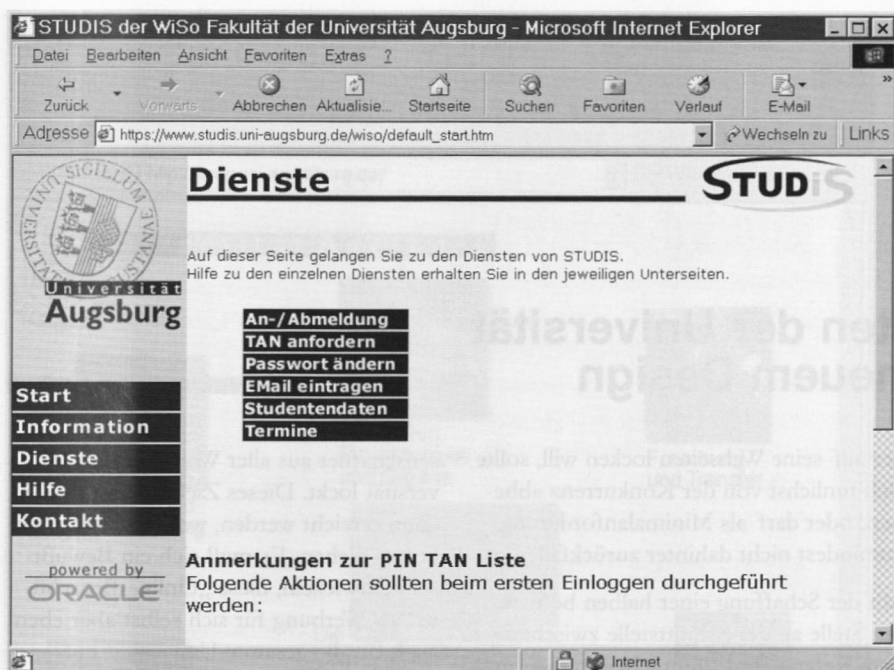 STUDIS der WiSo Fakultät der Universität Augsburg - Microsoft Internet Explorer
Datei Bearbeiten Ansicht Favoriten Extras ?
Zurück Vorwärts Abbrechen Aktualisie... Startseite Suchen Favoriten Verlauf E-Mail »
Adresse https://www.studis.uni-augsburg.de/wiso/default_start.htm Wechseln zu Links
SIGILLUM
UNIVERSITATIS AUGUSTANAE
Universität
Augsburg
Start
Information
Dienste
Hilfe
Kontakt
powered by
ORACLE
Dienste
STUDiS
Auf dieser Seite gelangen Sie zu den Diensten von STUDIS.
Hilfe zu den einzelnen Diensten erhalten Sie in den jeweiligen Unterseiten.
An-/Abmeldung
TAN anfordern
Passwort ändern
EMail eintragen
Studentendaten
Termine
Anmerkungen zur PIN TAN Liste
Folgende Aktionen sollten beim ersten Einloggen durchgeführt
werden:
Internet